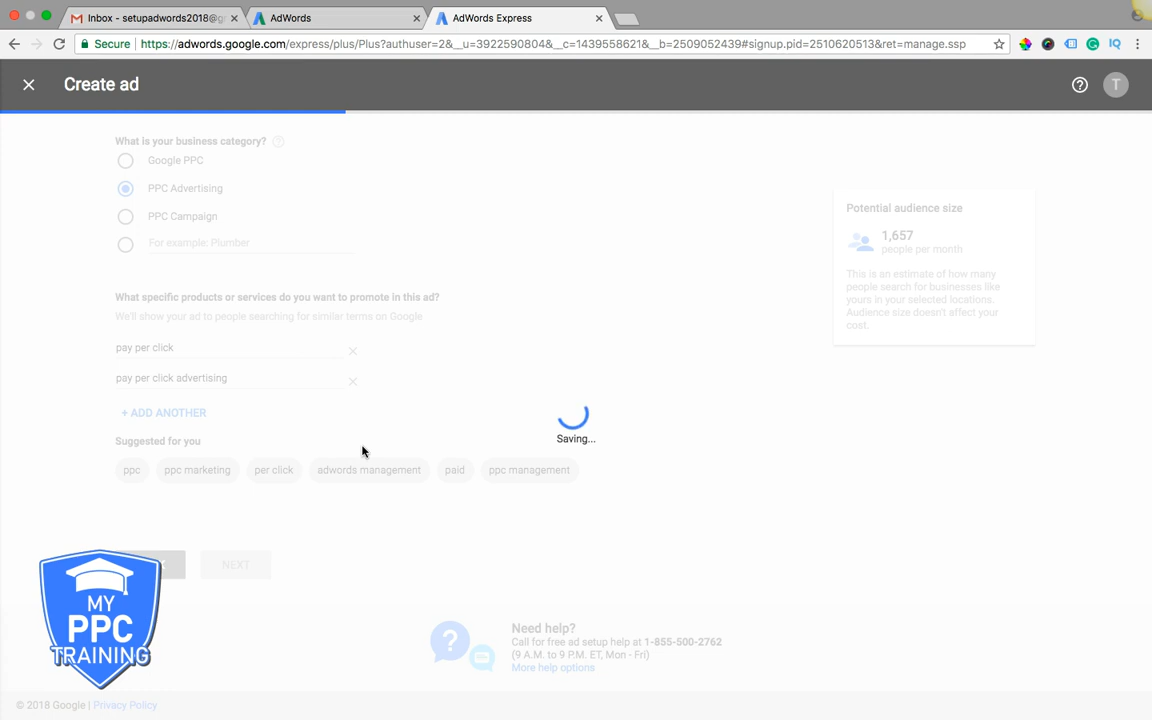 Inbox - setupadwords2018@g
AdWords
AdWords Express
Secure
https://adwords.google.com/express/plus/Plus?authuser=2&__u=3922590804&__c=1439558621&__b=2509052439#signup.pid=2510620513&ret=manage.ssp
IQ
Create ad
T
What is your business category?
Google PPC
PPC Advertising
PPC Campaign
For example: Plumber
Potential audience size
1,657
people per month
This is an estimate of how many
people search for businesses like
yours in your selected locations.
Audience size doesn't affect your
cost.
What specific products or services do you want to promote in this ad?
We'll show your ad to people searching for similar terms on Google
pay per click
pay per click advertising
+ ADD ANOTHER
Saving...
Suggested for you
ppc
ppc marketing
per click
adwords management
paid
ppc management
NEXT
MY
PPC
TRAINING
Need help?
Call for free ad setup help at 1-855-500-2762
(9 A.M. to 9 P.M. ET, Mon - Fri)
More help options
© 2018 Google | Privacy Policy